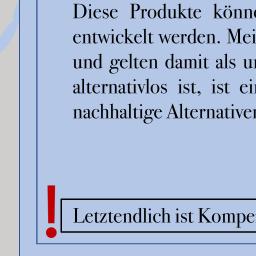 Diese Produkte könne
entwickelt werden. Mei
und gelten damit als u
alternativlos ist, ist ei
nachhaltige Alternative
! Letztendlich ist Kompe